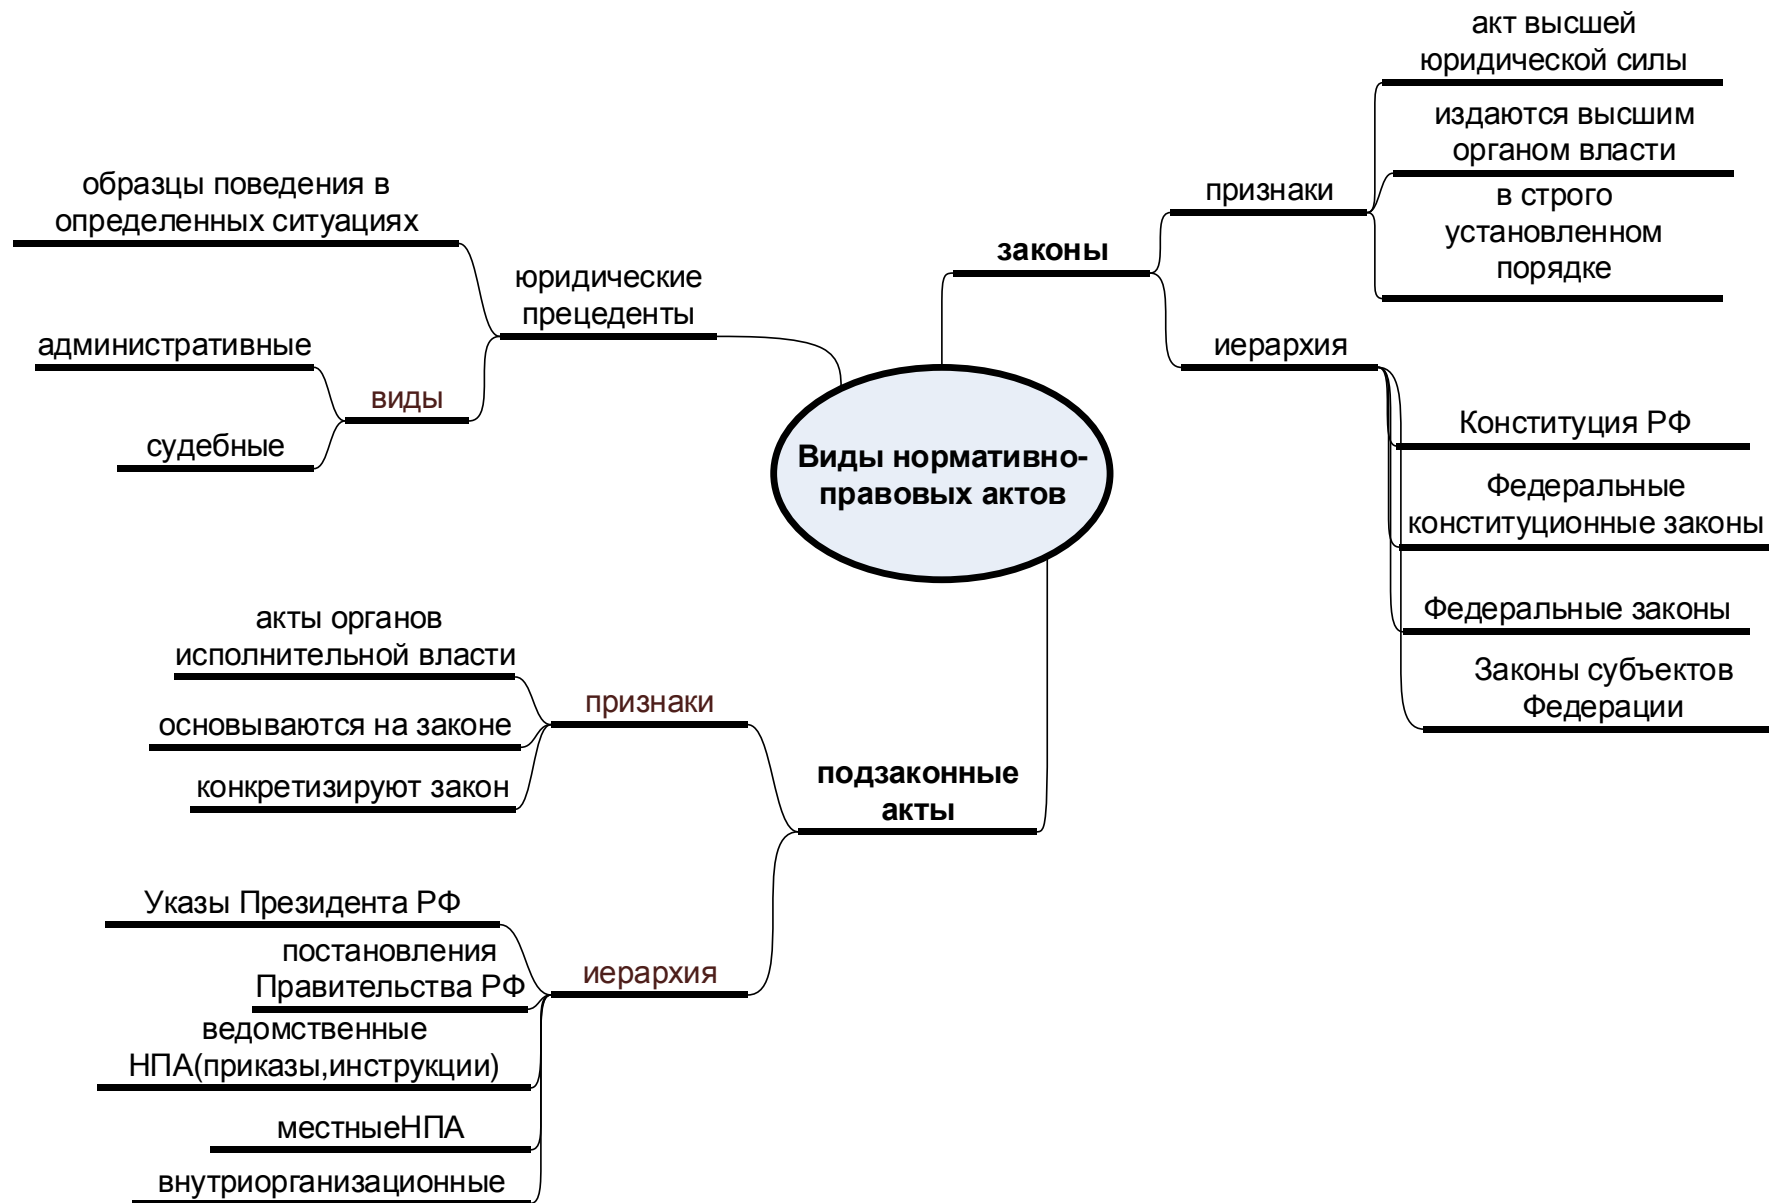 Виды нормативно-
правовых актов
законы
признаки
акт высшей
юридической силы
издаются высшим
органом власти
в строго
установленном
порядке
иерархия
Конституция РФ
Федеральные
конституционные законы
Федеральные законы
Законы субъектов
Федерации
юридические
прецеденты
образцы поведения в
определенных ситуациях
виды
административные
судебные
подзаконные
акты
признаки
акты органов
исполнительной власти
основываются на законе
конкретизируют закон
иерархия
Указы Президента РФ
постановления
Правительства РФ
ведомственные
НПА(приказы,инструкции)
местныеНПА
внутриорганизационные